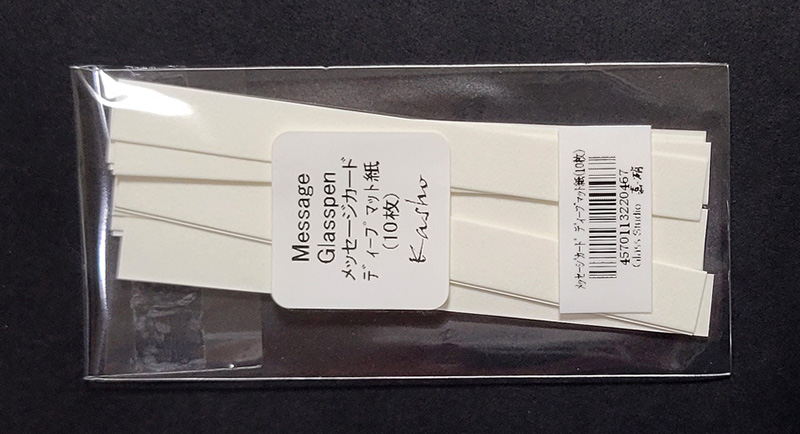 Message
Glasspen
メッセージカード
ディープマット紙
(10枚)
Kasho
メッセージカード ディープマット紙(10枚)
4570113220467
Glass Studio 嘉硝